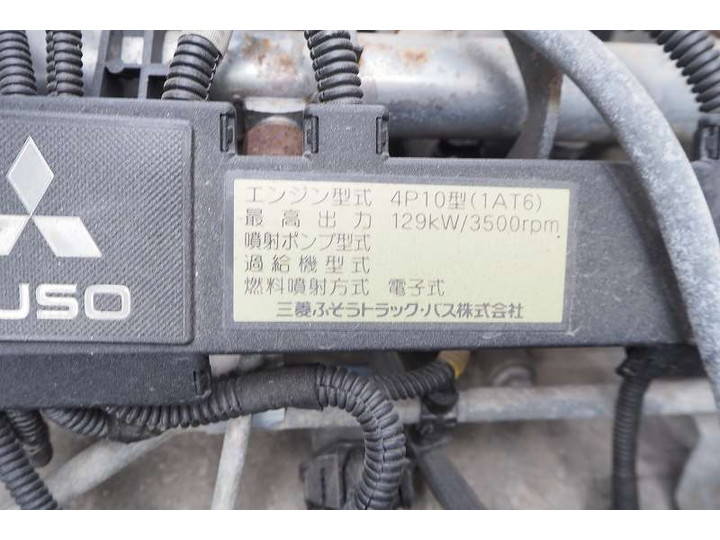 USO
エンジン型式 4P10型(1AT6)
最高出力 129kW/3500rpm
噴射ポンプ型式
過給機型式
燃料噴射方式 電子式
三菱ふそうトラック・バス株式会社